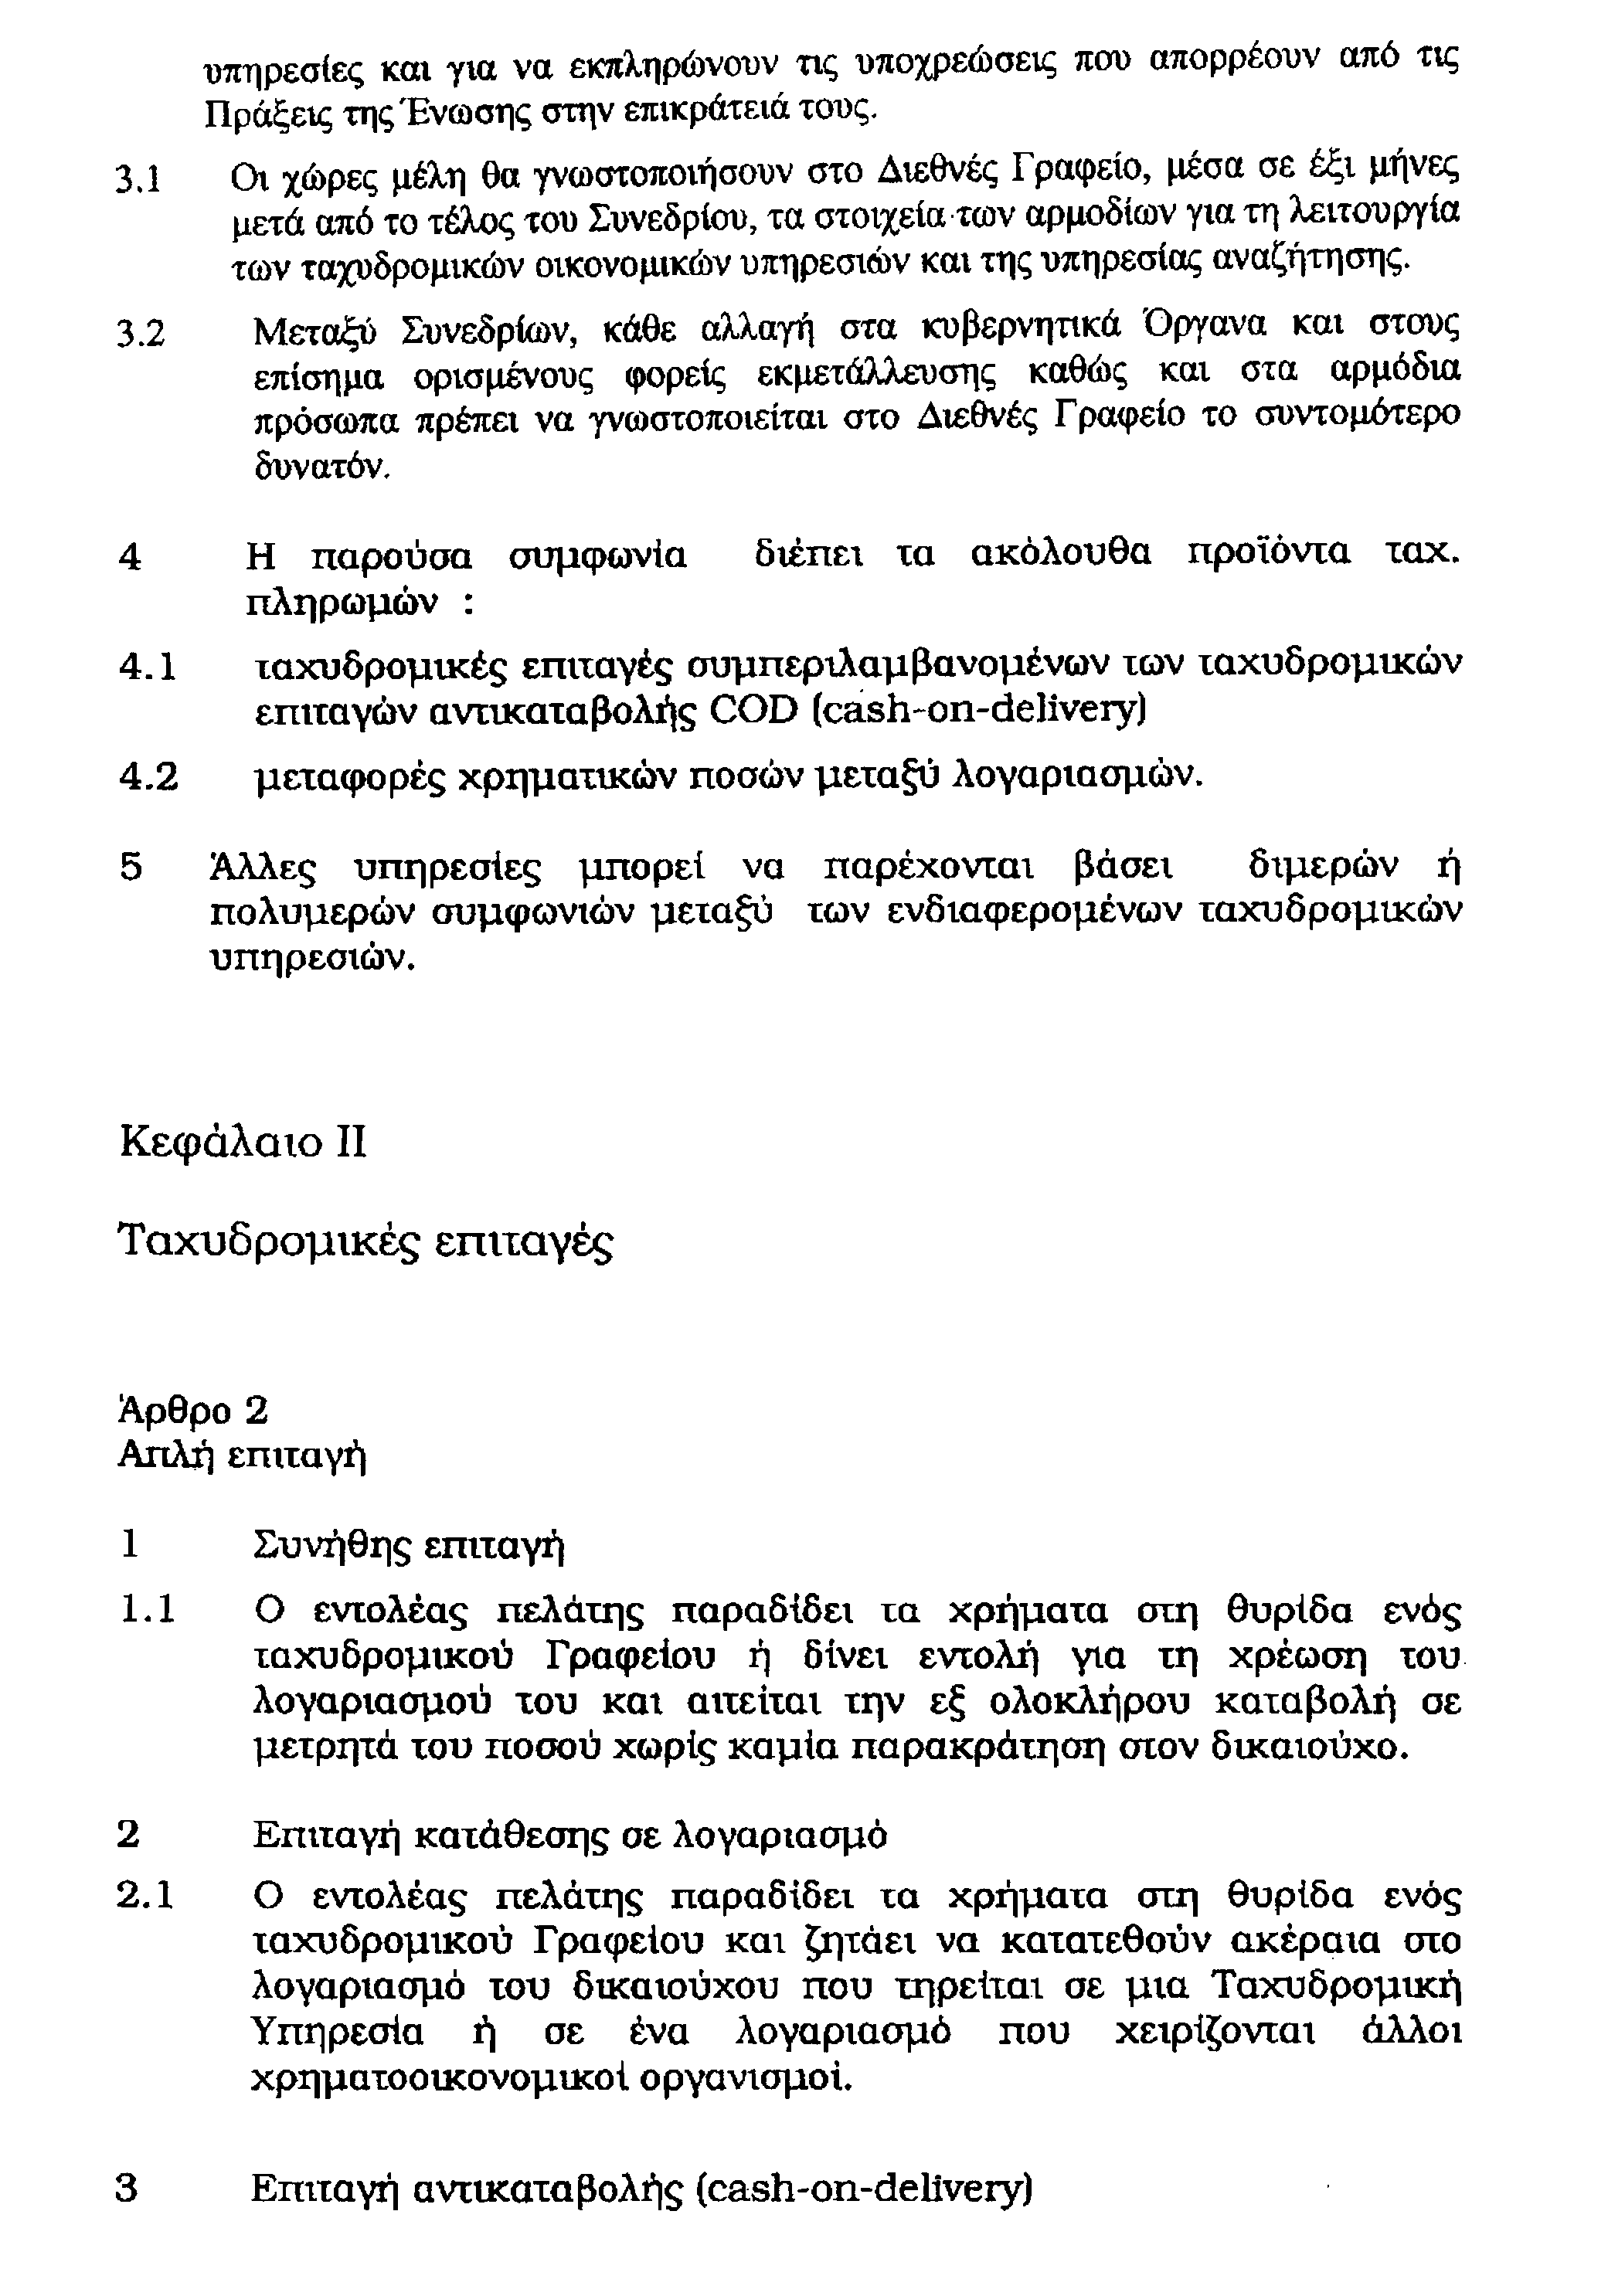 υπηρεσίες και για να εκπληρώνουν τις υποχρεώσεις που απορρέουν από τις
Πράξεις της Ένωσης στην επικράτειά τους.
3.1 Οι χώρες μέλη θα γνωστοποιήσουν στο Διεθνές Γραφείο, μέσα σε έξι μήνες
μετά από το τέλος του Συνεδρίου, τα στοιχεία των αρμοδίων για τη λειτουργία
των ταχυδρομικών οικονομικών υπηρεσιών και της υπηρεσίας αναζήτησης.
3.2 Μεταξύ Συνεδρίων, κάθε αλλαγή στα κυβερνητικά Όργανα και στους
επίσημα ορισμένους φορείς εκμετάλλευσης καθώς και στα αρμόδια
πρόσωπα πρέπει να γνωστοποιείται στο Διεθνές Γραφείο το συντομότερο
δυνατόν.
4 Η παρούσα συμφωνία διέπει τα ακόλουθα προϊόντα ταχ.
πληρωμών :
4.1 ταχυδρομικές επιταγές συμπεριλαμβανομένων των ταχυδρομικών
επιταγών αντικαταβολής COD (cash-on-delivery)
4.2 μεταφορές χρηματικών ποσών μεταξύ λογαριασμών.
5 Άλλες υπηρεσίες μπορεί να παρέχονται βάσει διμερών ή
πολυμερών συμφωνιών μεταξύ των ενδιαφερομένων ταχυδρομικών
υπηρεσιών.
Κεφάλαιο II
Ταχυδρομικές επιταγές
Άρθρο 2
Απλή επιταγή
1 Συνήθης επιταγή
1.1 Ο εντολέας πελάτης παραδίδει τα χρήματα στη θυρίδα ενός
ταχυδρομικού Γραφείου ή δίνει εντολή για τη χρέωση του
λογαριασμού του και αιτείται την εξ ολοκλήρου καταβολή σε
μετρητά του ποσού χωρίς καμία παρακράτηση στον δικαιούχο.
2 Επιταγή κατάθεσης σε λογαριασμό
2.1 Ο εντολέας πελάτης παραδίδει τα χρήματα στη θυρίδα ενός
ταχυδρομικού Γραφείου και ζητάει να κατατεθούν ακέραια στο
λογαριασμό του δικαιούχου που τηρείται σε μια Ταχυδρομική
Υπηρεσία ή σε ένα λογαριασμό που χειρίζονται άλλοι
χρηματοοικονομικοί οργανισμοί.
3 Επιταγή αντικαταβολής (cash-on-delivery)